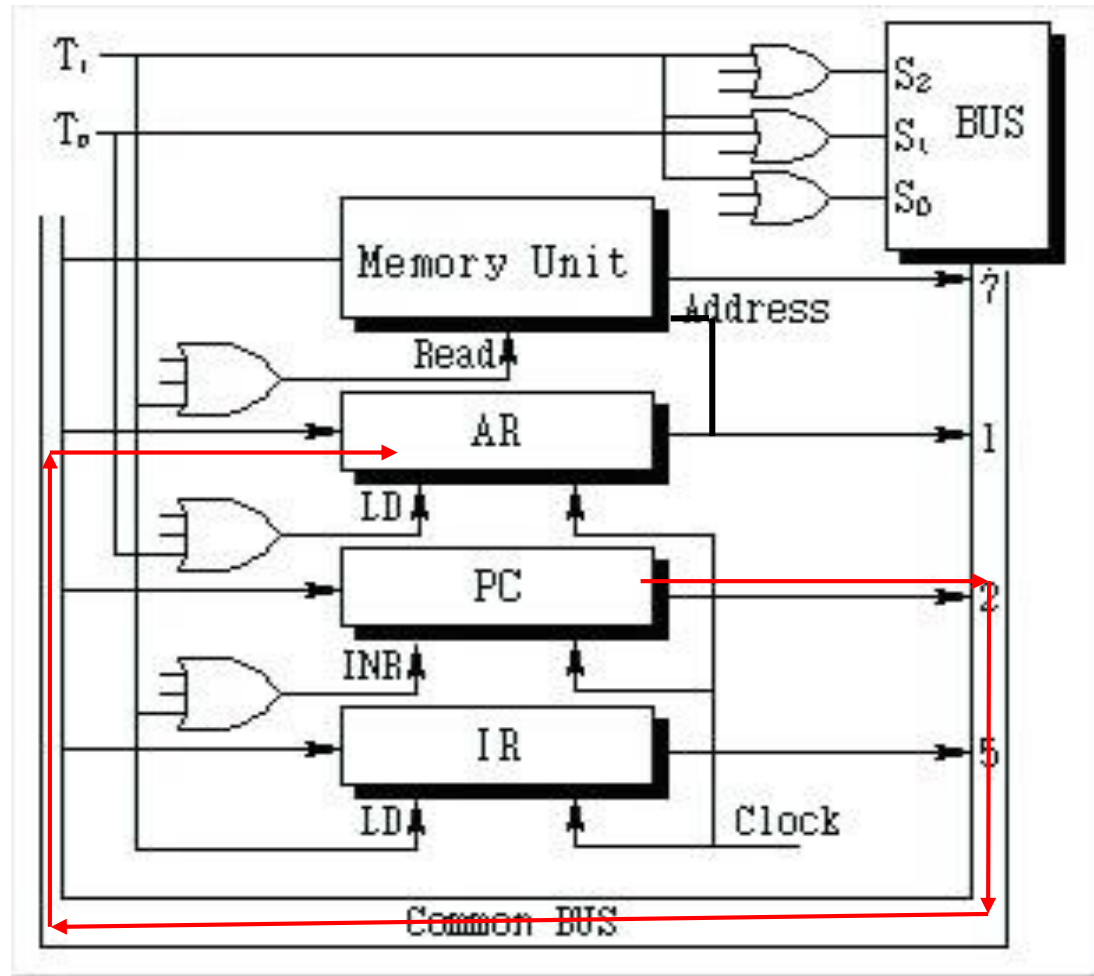 T₁
S₂
BUS
T₀
S₁
S₀
Memory Unit
7
Address
Read
AR
1
LD
PC
2
INR
IR
5
LD
Clock
Common BUS